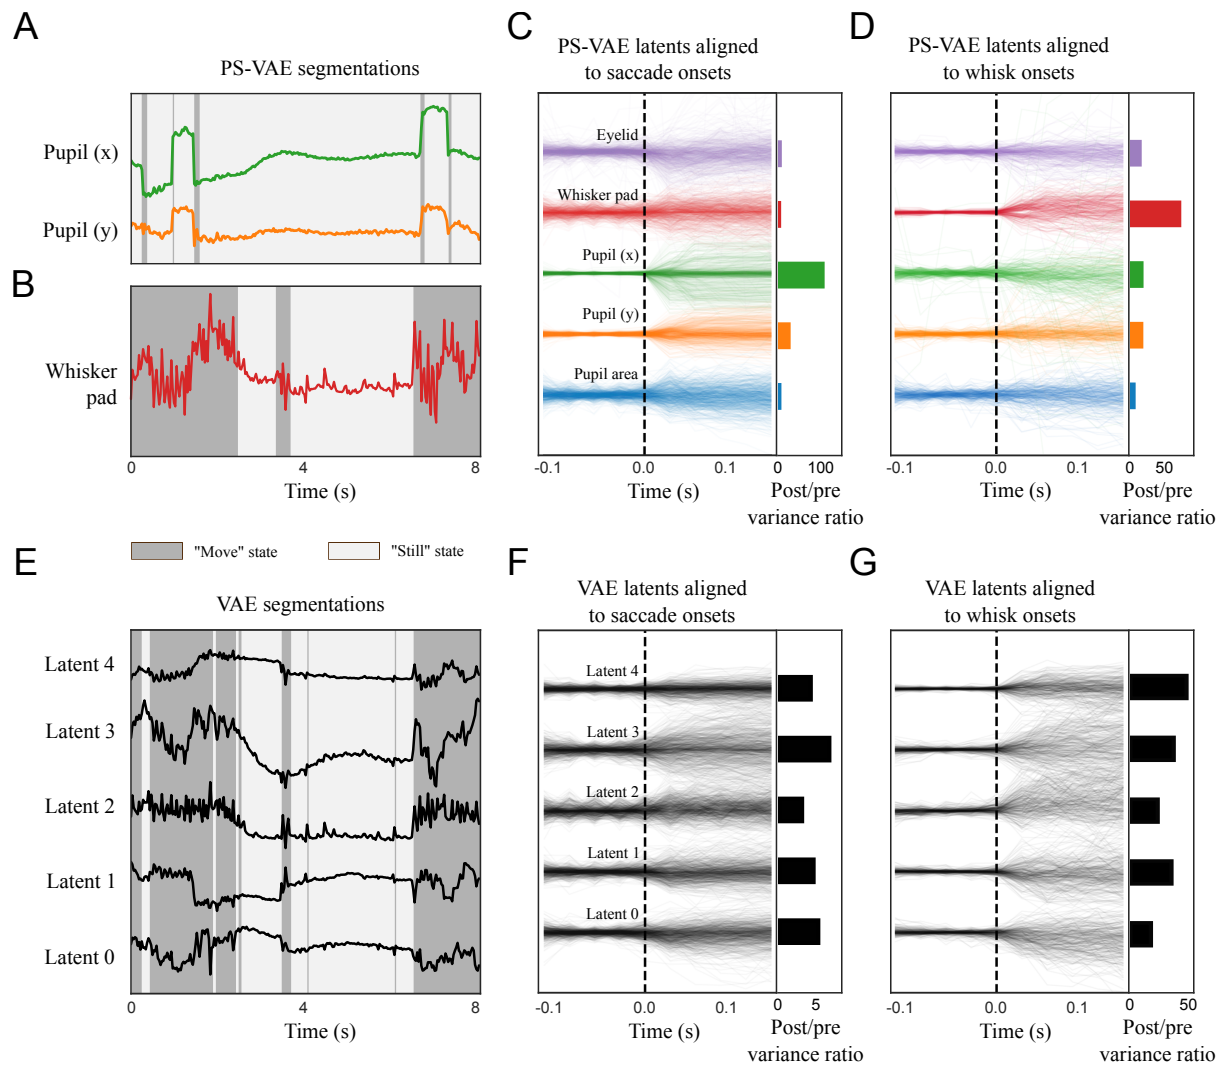 A
PS-VAE segmentations
Pupil (x)
Pupil (y)
B
Whisker
pad
0
4
8
Time (s)
"Move" state
"Still" state
C
PS-VAE latents aligned
to saccade onsets
Eyelid
Whisker pad
Pupil (x)
Pupil (y)
Pupil area
-0.1
0.0
0.1
0
100
Time (s)
Post/pre
variance ratio
D
PS-VAE latents aligned
to whisk onsets
-0.1
0.0
0.1
0
50
Time (s)
Post/pre
variance ratio
E
VAE segmentations
Latent 4
Latent 3
Latent 2
Latent 1
Latent 0
0
4
8
Time (s)
F
VAE latents aligned
to saccade onsets
Latent 4
Latent 3
Latent 2
Latent 1
Latent 0
-0.1
0.0
0.1
0
5
Time (s)
Post/pre
variance ratio
G
VAE latents aligned
to whisk onsets
-0.1
0.0
0.1
0
50
Time (s)
Post/pre
variance ratio